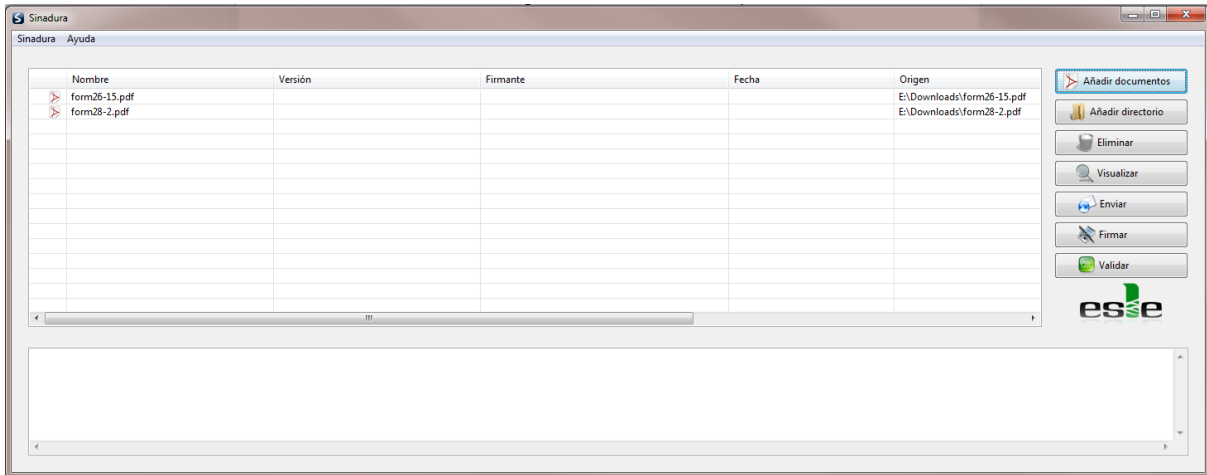 Sinadura
Sinadura Ayuda
Nombre Versión Firmante Fecha Origen
form26-15.pdf E:\Downloads\form26-15.pdf
form28-2.pdf E:\Downloads\form28-2.pdf
Añadir documentos
Añadir directorio
Eliminar
Visualizar
Enviar
Firmar
Validar
esle